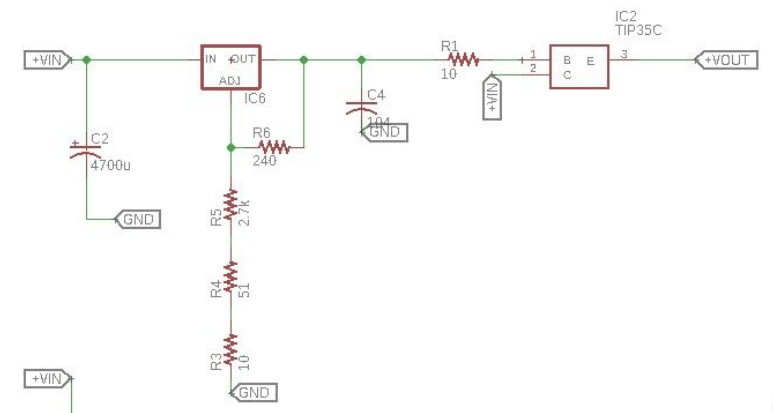 IC2
TIP35C
+VIN
IN
OUT
ADJ
IC6
R1
10
1
2
B
C
E
3
+VOUT
+VIN
C4
104
GND
+
C2
4700u
GND
R6
240
R5
2.7k
R4
51
R3
10
GND
+VIN